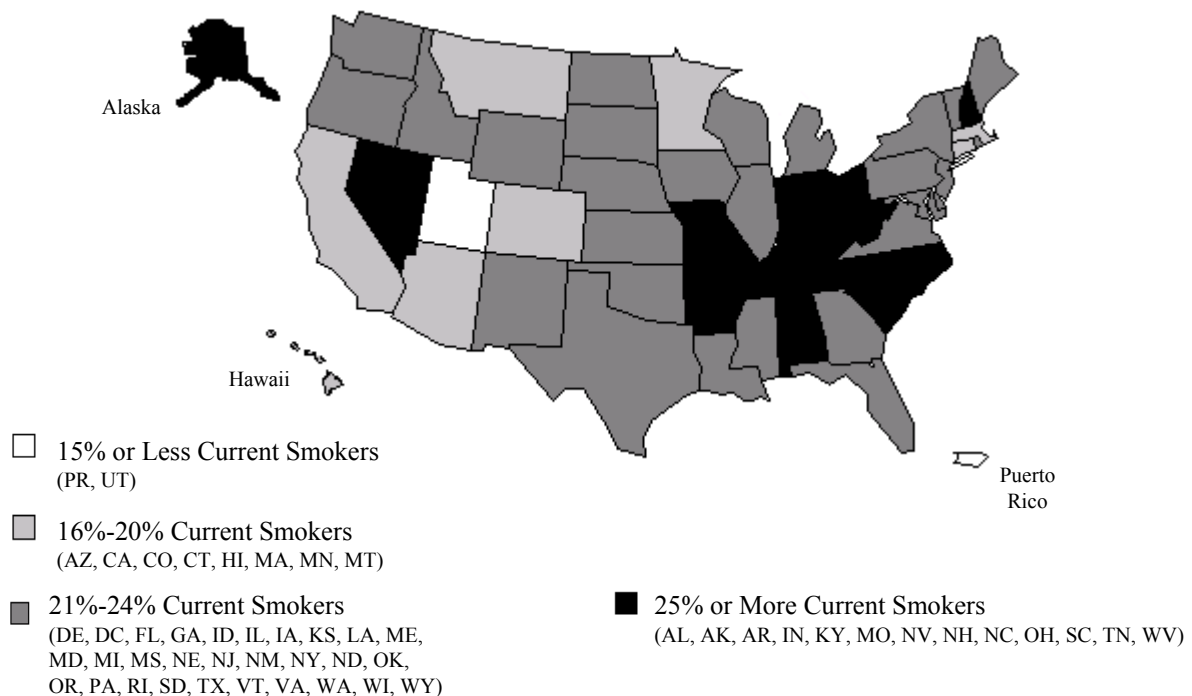 Alaska
Hawaii
Puerto
Rico
15% or Less Current Smokers
(PR, UT)
16%-20% Current Smokers
(AZ, CA, CO, CT, HI, MA, MN, MT)
21%-24% Current Smokers
(DE, DC, FL, GA, ID, IL, IA, KS, LA, ME,
MD, MI, MS, NE, NJ, NM, NY, ND, OK,
OR, PA, RI, SD, TX, VT, VA, WA, WI, WY)
25% or More Current Smokers
(AL, AK, AR, IN, KY, MO, NV, NH, NC, OH, SC, TN, WV)